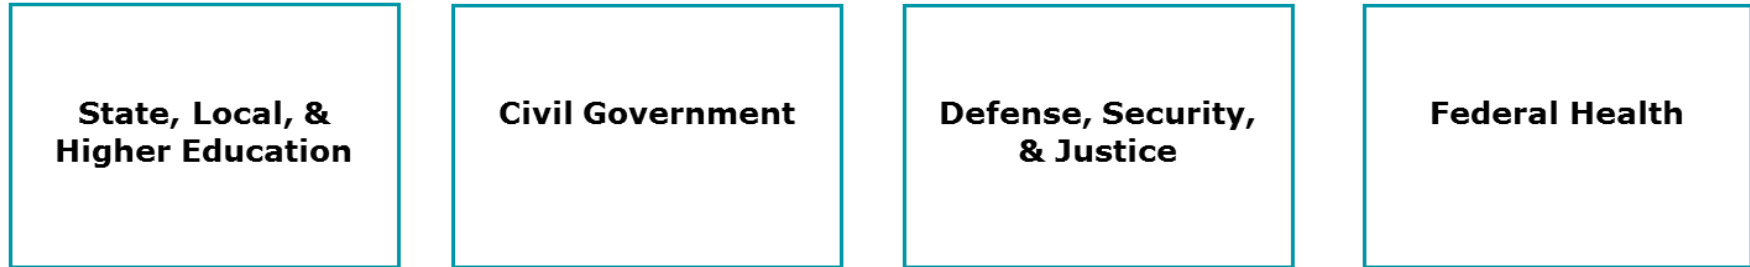 State, Local, &
Higher Education
Civil Government
Defense, Security,
& Justice
Federal Health